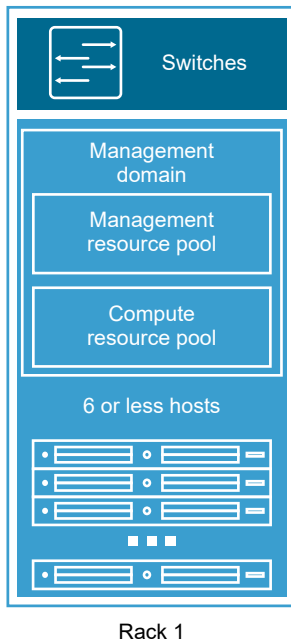 Switches
Management
domain
Management
resource pool
Compute
resource pool
6 or less hosts
Rack 1